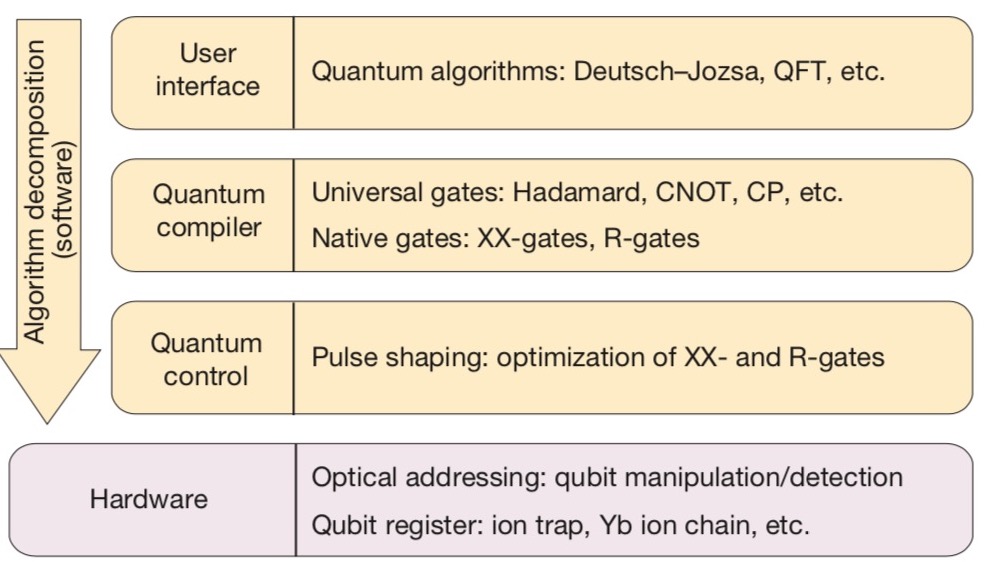 Algorithm decomposition
(software)
User
interface
Quantum algorithms: Deutsch–Jozsa, QFT, etc.
Quantum
compiler
Universal gates: Hadamard, CNOT, CP, etc.
Native gates: XX-gates, R-gates
Quantum
control
Pulse shaping: optimization of XX- and R-gates
Hardware
Optical addressing: qubit manipulation/detection
Qubit register: ion trap, Yb ion chain, etc.